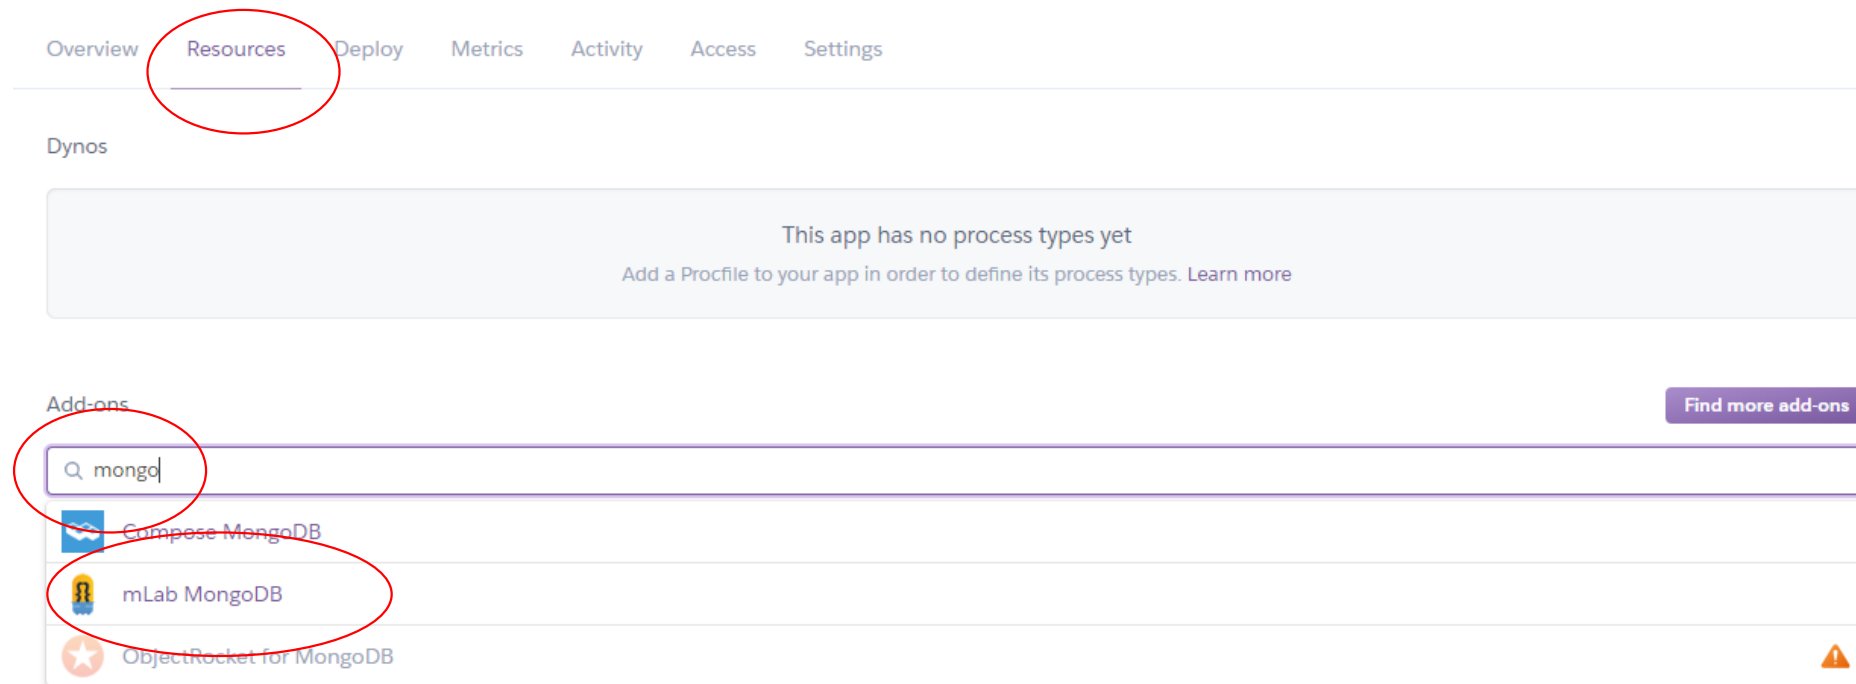 Overview Resources Deploy Metrics Activity Access Settings
Dynos
This app has no process types yet
Add a Procfile to your app in order to define its process types. Learn more
Add-ons
Find more add-ons
mongo
Compose MongoDB
mLab MongoDB
ObjectRocket for MongoDB